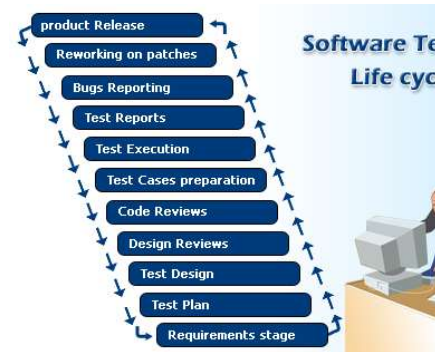 product Release
Reworking on patches
Bugs Reporting
Test Reports
Test Execution
Test Cases preparation
Code Reviews
Design Reviews
Test Design
Test Plan
Requirements stage
Software Te
Life cyc